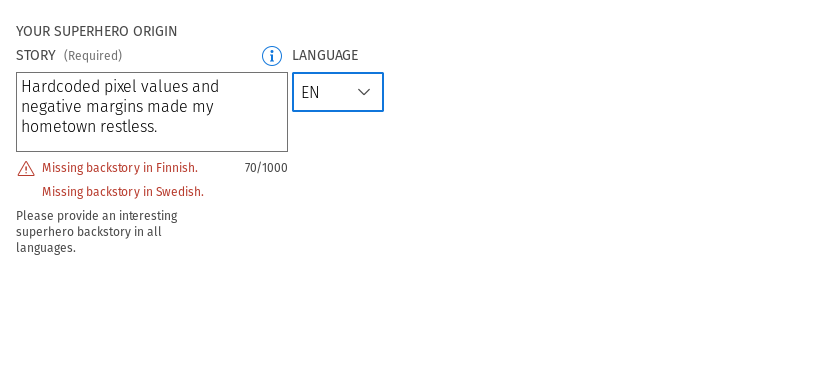 YOUR SUPERHERO ORIGIN
STORY (Required)
LANGUAGE
Hardcoded pixel values and
negative margins made my
hometown restless.
EN
Missing backstory in Finnish.
70/1000
Missing backstory in Swedish.
Please provide an interesting
superhero backstory in all
languages.